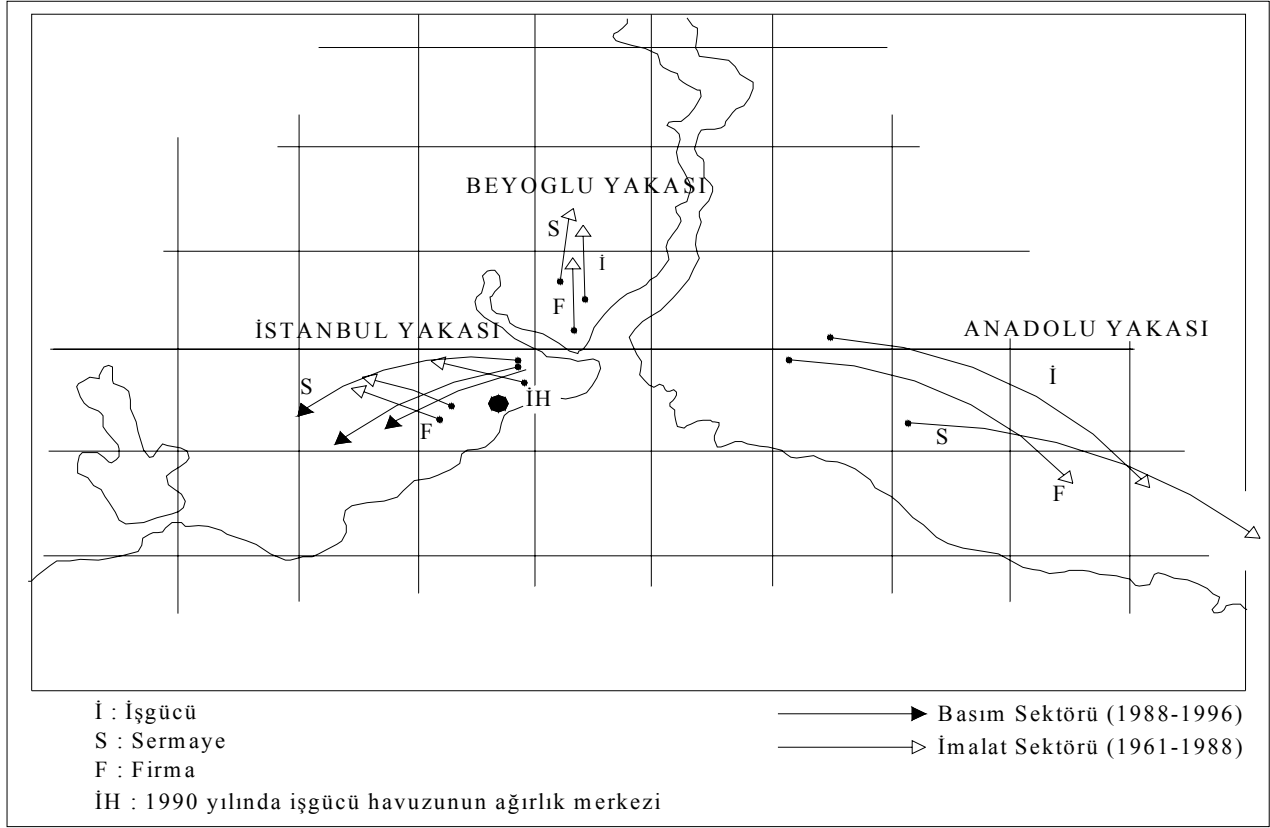 BEYOGLU YAKASI
S
İ
F
İSTANBUL YAKASI
ANADOLU YAKASI
S
İ
İH
F
S
F
İ : İşgücü
S : Sermaye
F : Firma
İH : 1990 yılında işgücü havuzunun ağırlık merkezi
Basım Sektörü (1988-1996)
İmalat Sektörü (1961-1988)